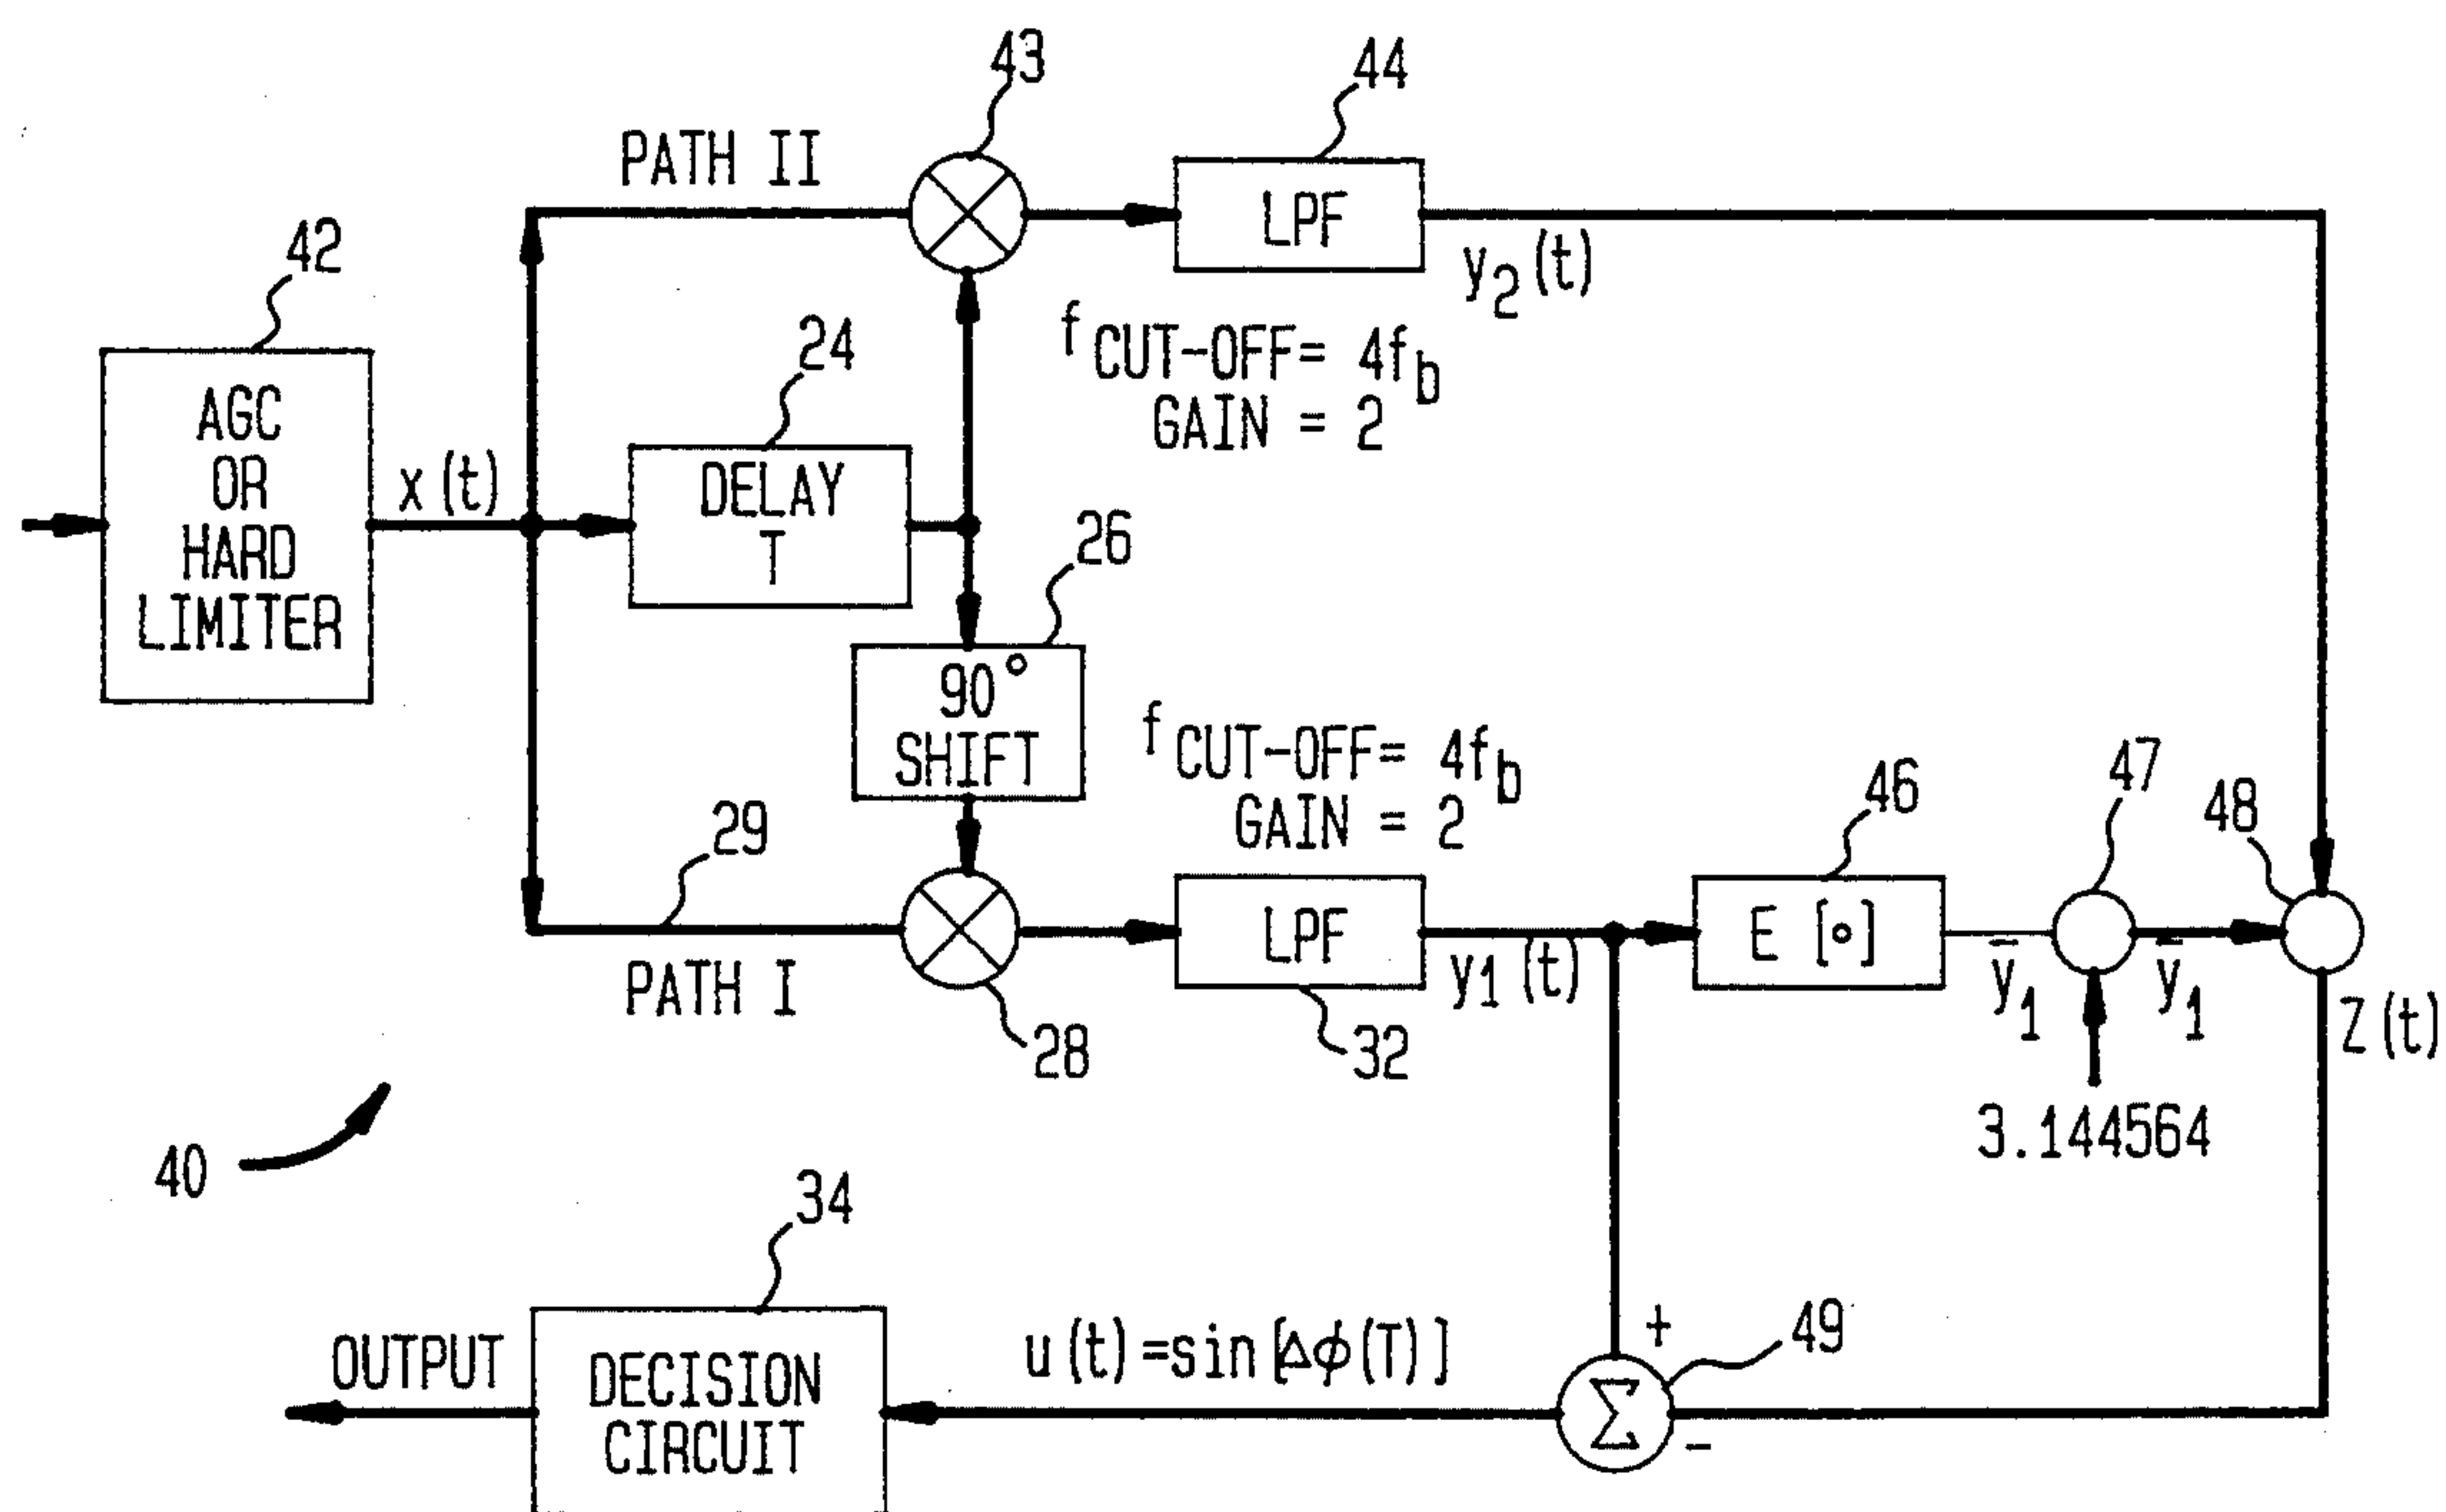 43
44
PATH II
LPF
42
y2(t)
24
fCUT-OFF= 4fb
GAIN = 2
AGC
OR
HARD
LIMITER
x(t)
DELAY
T
26
90°
SHIFT
fCUT-OFF= 4fb
GAIN = 2
47
46
48
29
LPF
E [∘]
y1(t)
ȳ1
ȳ1
PATH I
Z(t)
28
32
3.144564
40
34
49
+
OUTPUT
DECISION
CIRCUIT
u(t)=sin[Δϕ(T)]
Σ
-